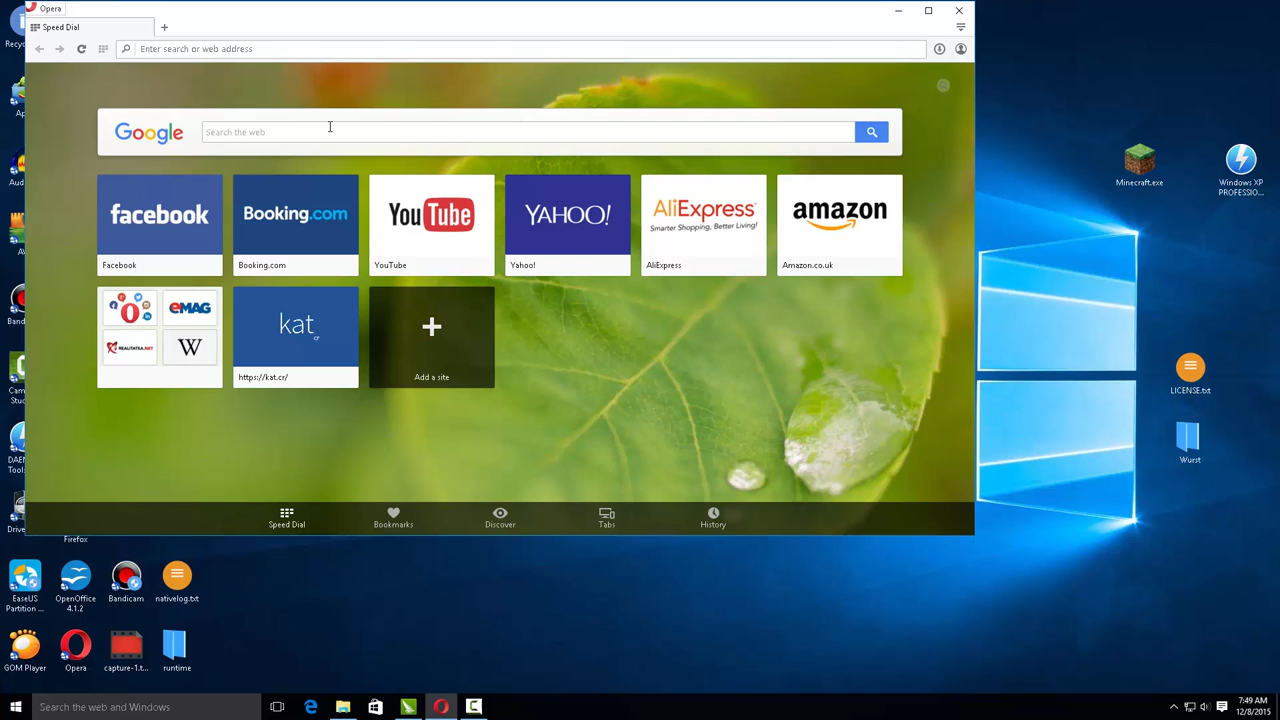 Opera
Speed Dial
Enter search or web address
Google
Search the web
facebook
Booking.com
YouTube
YAHOO!
AliExpress
Smarter Shopping, Better Living!
amazon
Facebook
Booking.com
YouTube
Yahoo!
AliExpress
Amazon.co.uk
eMAG
REALITATEA.NET
W
kat
cr
https://kat.cr/
Add a site
Speed Dial
Bookmarks
Discover
Tabs
History
Minecraft.exe
Windows XP
PROFESSIO...
LICENSE.txt
Wurst
Firefox
EaseUS
Partition ...
OpenOffice
4.1.2
Bandicam
nativelog.txt
GOM Player
Opera
capture-1.t...
runtime
Search the web and Windows
7:49 AM
12/8/2015